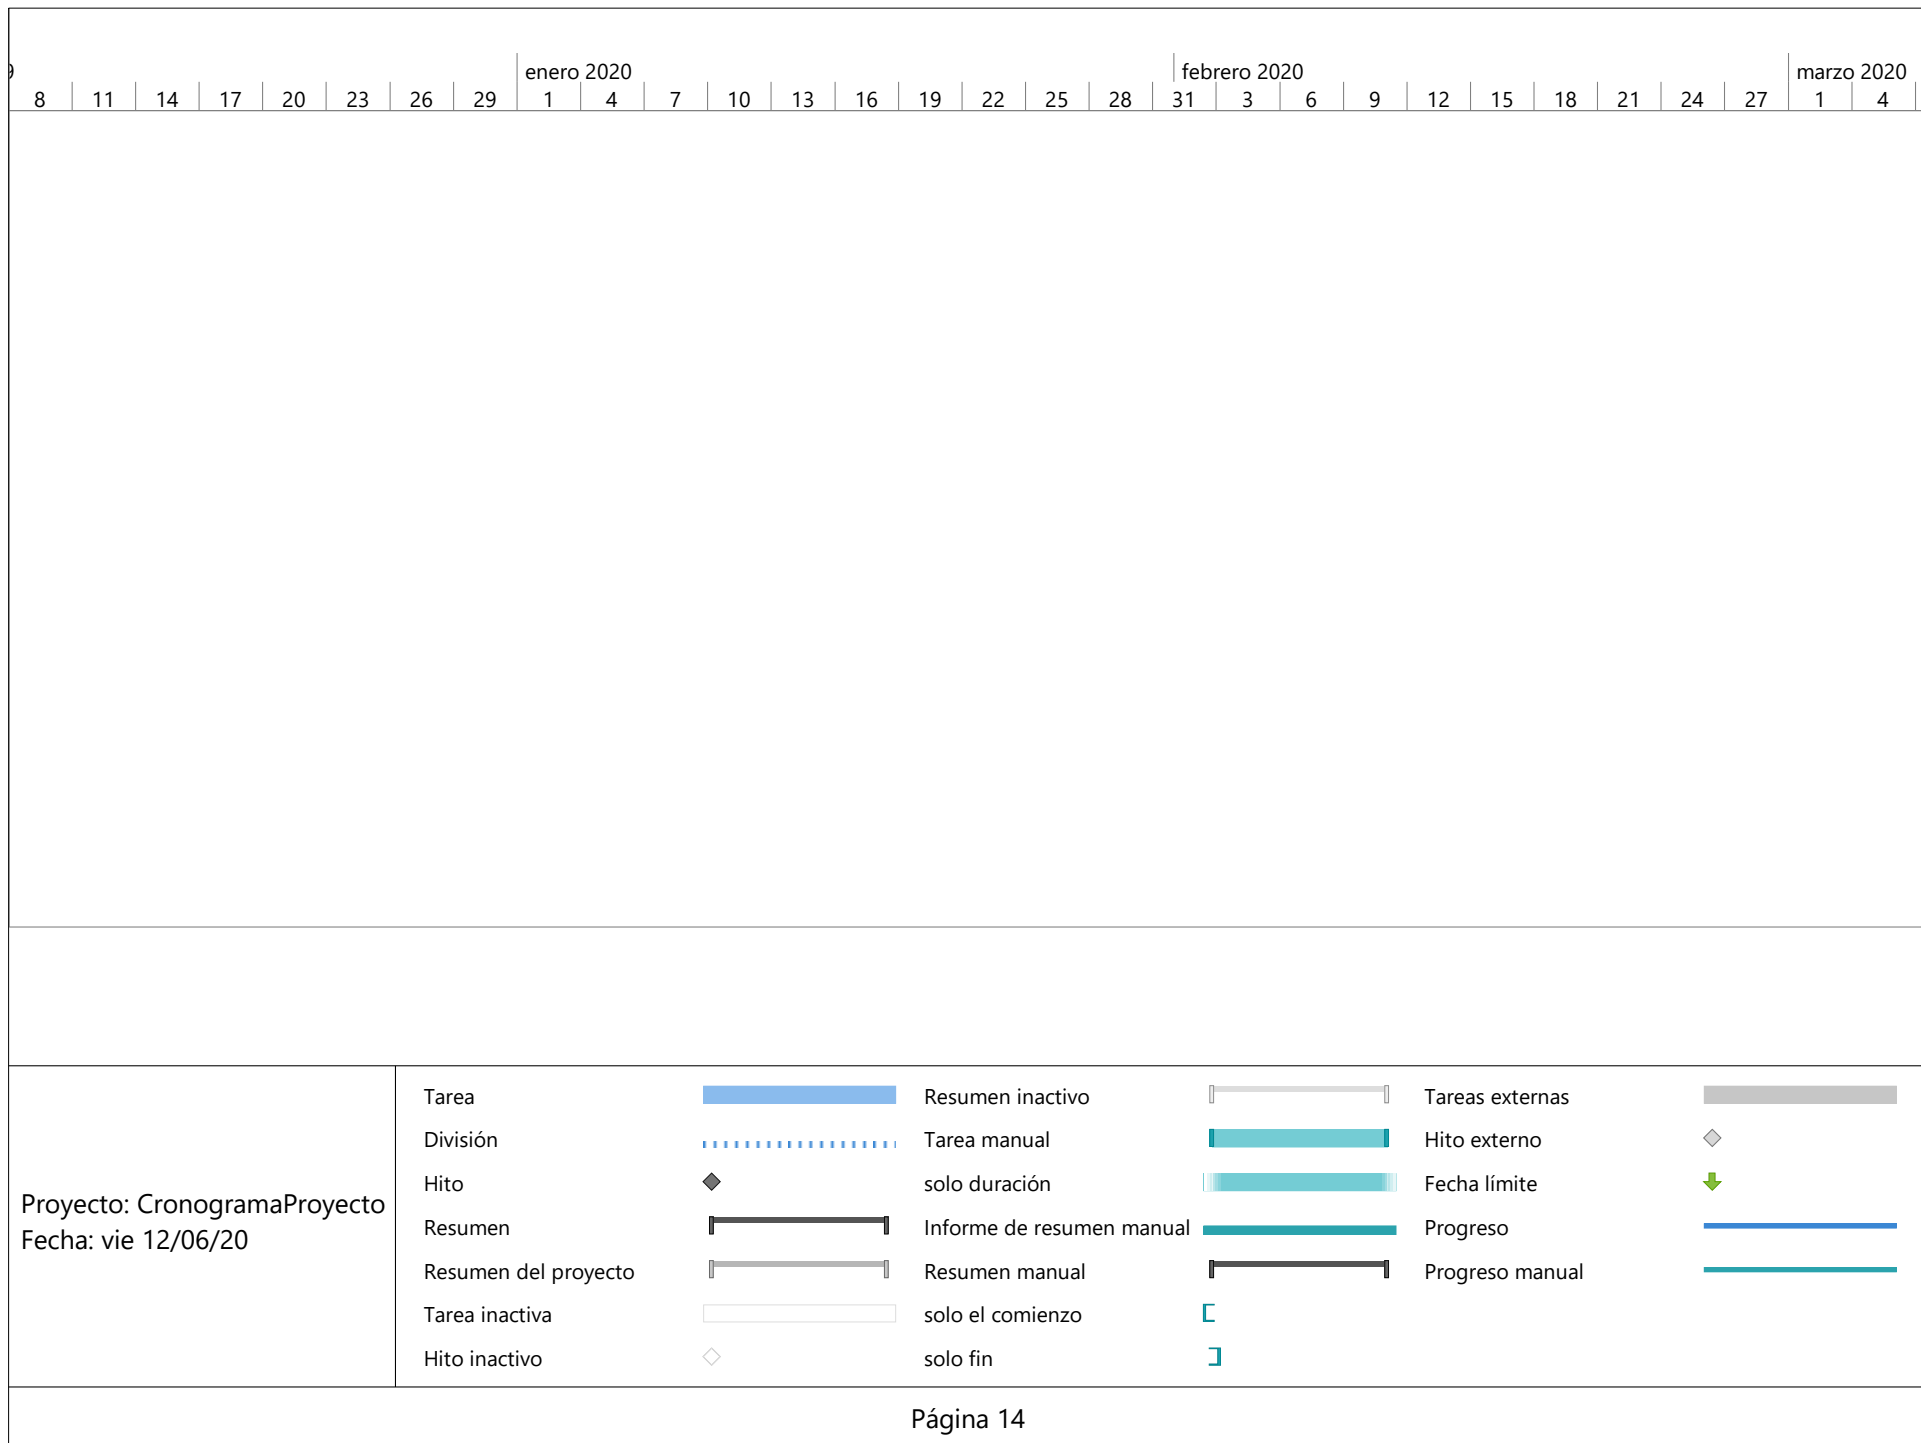 9
enero 2020 febrero 2020 marzo 2020
8 11 14 17 20 23 26 29 1 4 7 10 13 16 19 22 25 28 31 3 6 9 12 15 18 21 24 27 1 4
Proyecto: CronogramaProyecto
Fecha: vie 12/06/20
Tarea
División
Hito
Resumen
Resumen del proyecto
Tarea inactiva
Hito inactivo
Resumen inactivo
Tarea manual
solo duración
Informe de resumen manual
Resumen manual
solo el comienzo
solo fin
Tareas externas
Hito externo
Fecha límite
Progreso
Progreso manual
Página 14